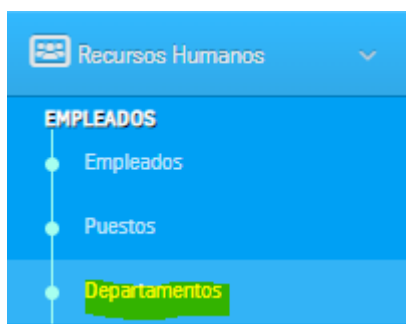 Recursos Humanos
EMPLEADOS
Empleados
Puestos
Departamentos